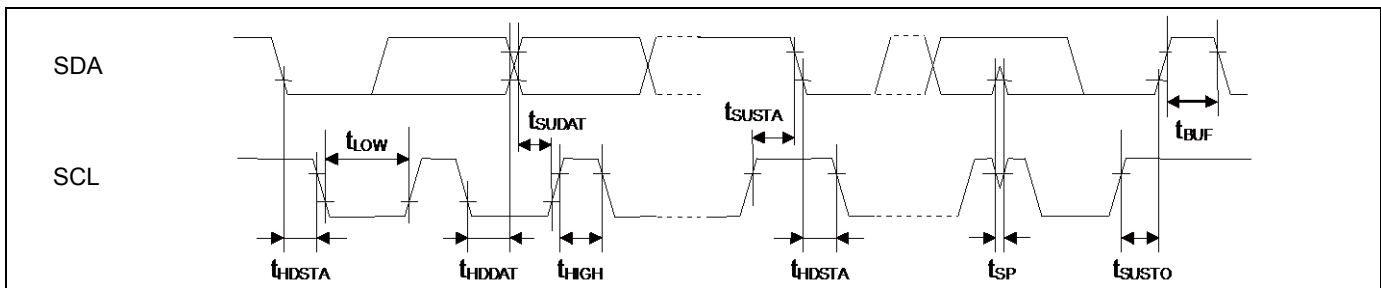 SDA
tSUDAT
tSUSTA
tBUF
tLOW
SCL
tHDSTA
tHDDAT
tHIGH
tHDSTA
tSP
tSUSTO